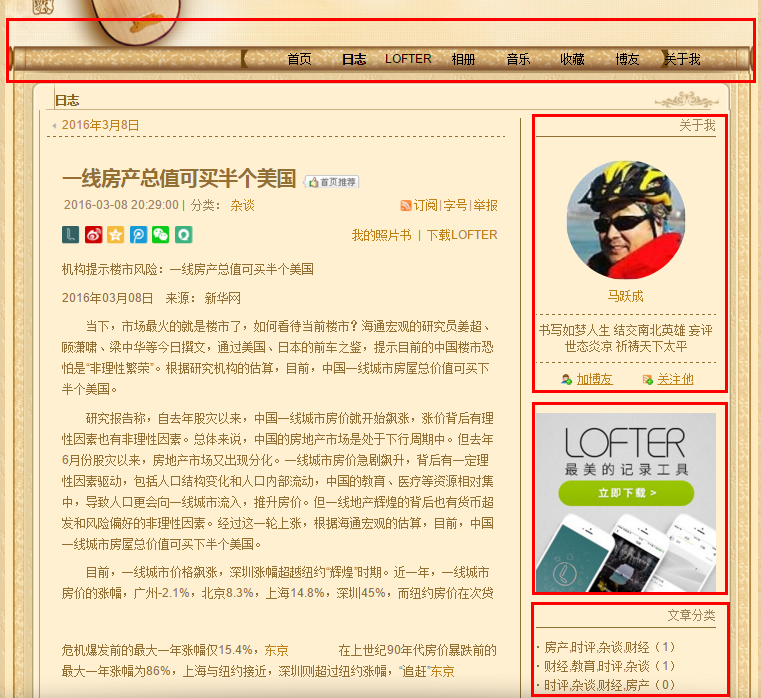 首页 日志 LOFTER 相册 音乐 收藏 博友 关于我
日志
2016年3月8日
一线房产总值可买半个美国 首页推荐
2016-03-08 20:29:00 | 分类： 杂谈
订阅 | 字号 | 举报
我的照片书 | 下载LOFTER
机构提示楼市风险：一线房产总值可买半个美国
2016年03月08日 来源： 新华网
当下，市场最火的就是楼市了，如何看待当前楼市？海通宏观的研究员姜超、
顾潇啸、梁中华等今日撰文，通过美国、日本的前车之鉴，提示目前的中国楼市恐
怕是“非理性繁荣”。根据研究机构的估算，目前，中国一线城市房屋总价值可买下
半个美国。
研究报告称，自去年股灾以来，中国一线城市房价就开始飙涨，涨价背后有理
性因素也有非理性因素。总体来说，中国的房地产市场是处于下行周期中。但去年
6月份股灾以来，房地产市场又出现分化。一线城市房价急剧飙升，背后有一定理
性因素驱动，包括人口结构变化和人口内部流动，中国的教育、医疗等资源相对集
中，导致人口更会向一线城市流入，推升房价。但一线地产辉煌的背后也有货币超
发和风险偏好的非理性因素。经过这一轮上涨，根据海通宏观的估算，目前，中国
一线城市房屋总价值可买下半个美国。
目前，一线城市价格飙涨，深圳涨幅超越纽约“辉煌”时期。近一年，一线城市
房价的涨幅，广州-2.1%，北京8.3%，上海14.8%，深圳45%，而纽约房价在次贷
危机爆发前的最大一年涨幅仅15.4%，东京 在上世纪90年代房价暴跌前的
最大一年涨幅为86%，上海与纽约接近，深圳则超过纽约涨幅，“追赶”东京
关于我
马跃成
书写如梦人生 结交南北英雄 妄评
世态炎凉 祈祷天下太平
加博友 关注他
LOFTER
最美的记录工具
立即下载 >
文章分类
· 房产,时评,杂谈,财经（1）
· 财经,教育,时评,杂谈（1）
· 时评,杂谈,财经,房产（0）